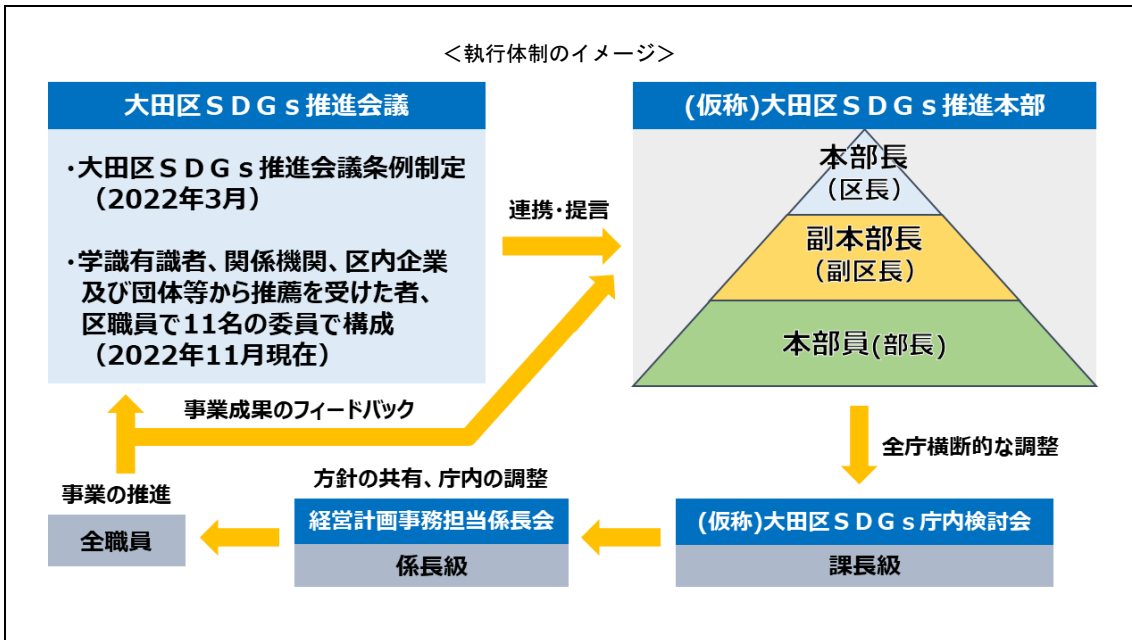 ＜執行体制のイメージ＞
大田区ＳＤＧｓ推進会議
・大田区ＳＤＧｓ推進会議条例制定
（2022年3月）
・学識有識者、関係機関、区内企業
及び団体等から推薦を受けた者、
区職員で11名の委員で構成
（2022年11月現在）
連携・提言
(仮称)大田区ＳＤＧｓ推進本部
本部長
（区長）
副本部長
（副区長）
本部員(部長)
事業成果のフィードバック
全庁横断的な調整
事業の推進
全職員
方針の共有、庁内の調整
経営計画事務担当係長会
係長級
(仮称)大田区ＳＤＧｓ庁内検討会
課長級